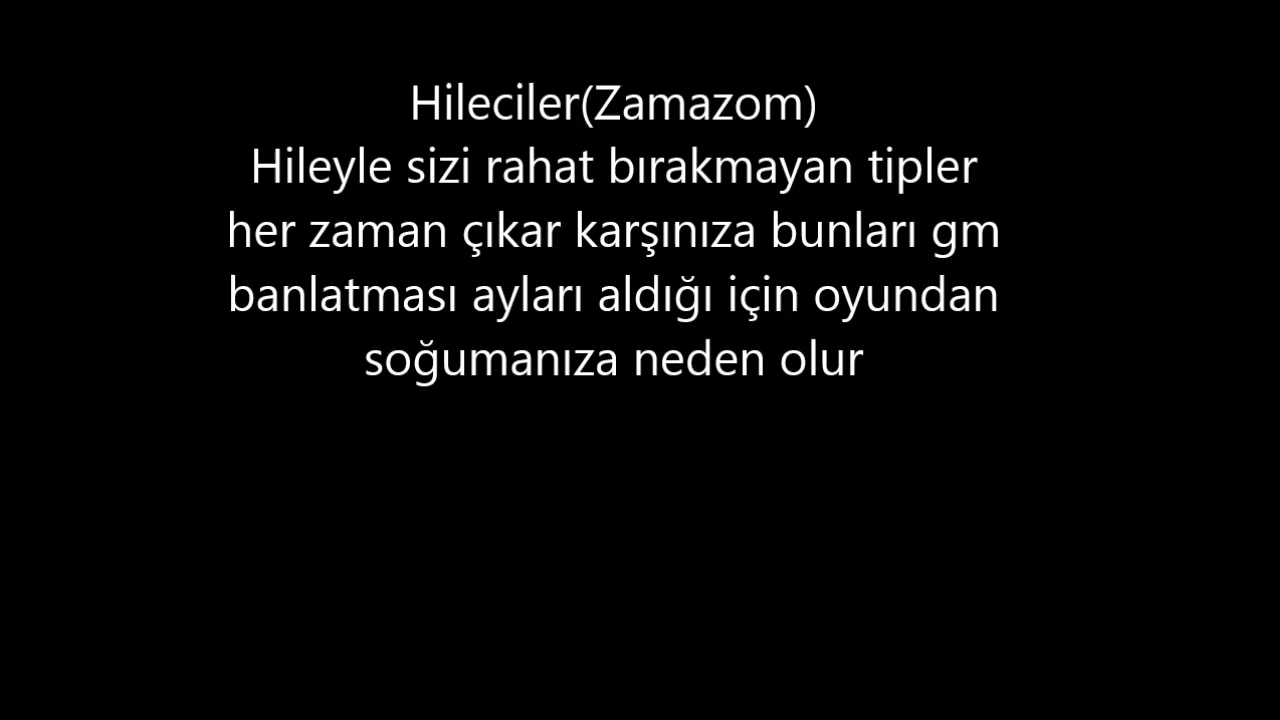 Hileciler(Zamazom)
Hileyle sizi rahat bırakmayan tipler
her zaman çıkar karşınıza bunları gm
banlatması ayları aldığı için oyundan
soğumanıza neden olur